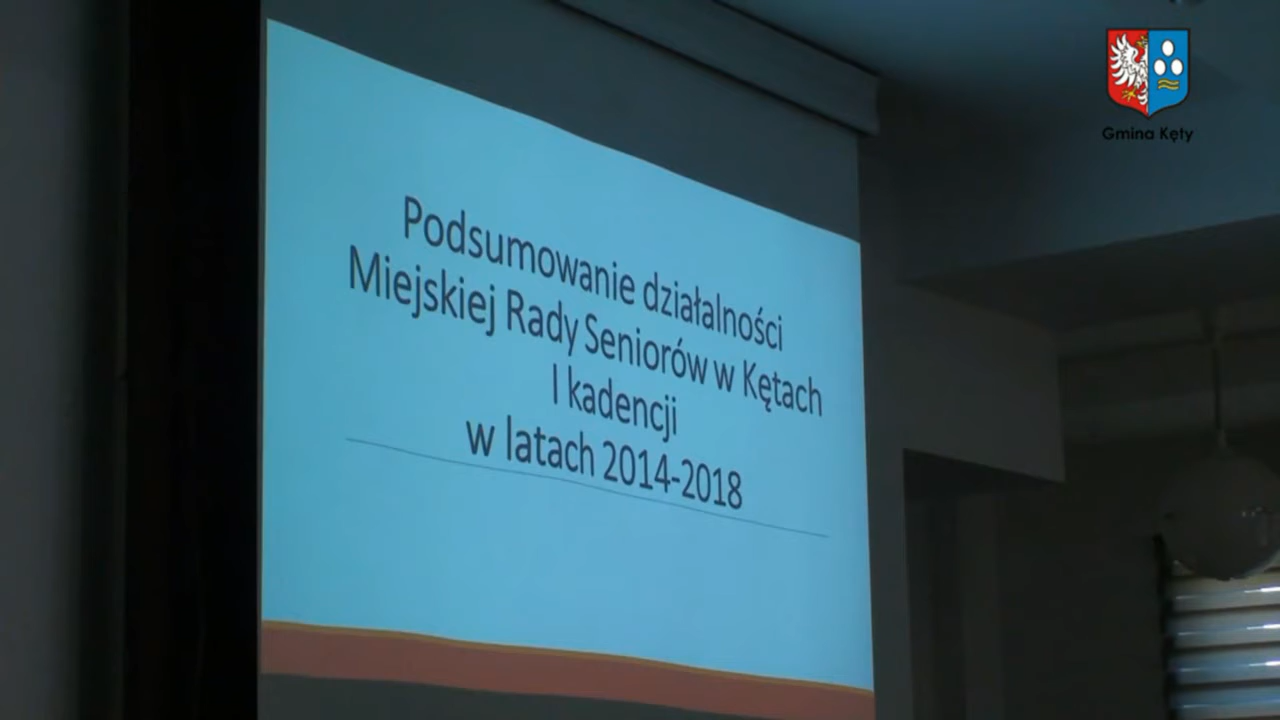 Gmina Kęty
Podsumowanie działalności
Miejskiej Rady Seniorów w Kętach
I kadencji
w latach 2014-2018